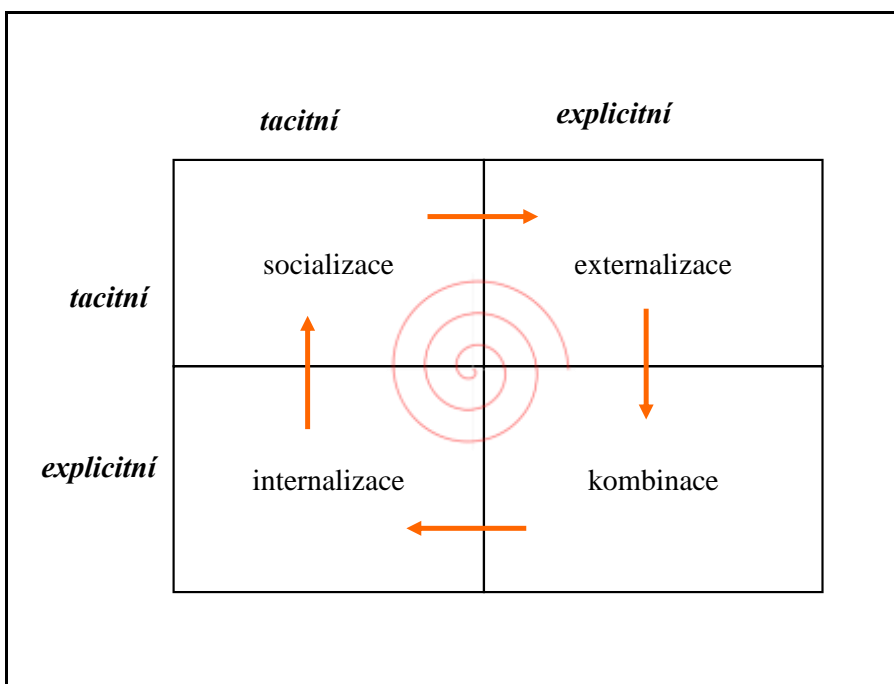 tacitní
explicitní
socializace
externalizace
tacitní
explicitní
internalizace
kombinace